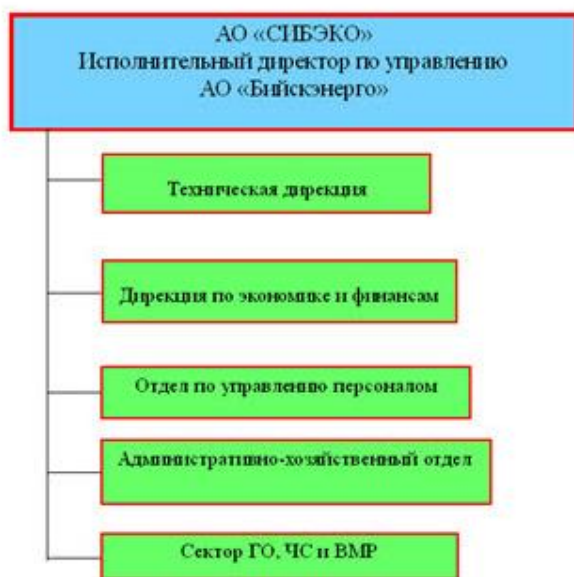 АО «СИБЭКО»
Исполнительный директор по управлению
АО «Бийскэнерго»
Техническая дирекция
Дирекция по экономике и финансам
Отдел по управлению персоналом
Административно-хозяйственный отдел
Сектор ГО, ЧС и ВМР